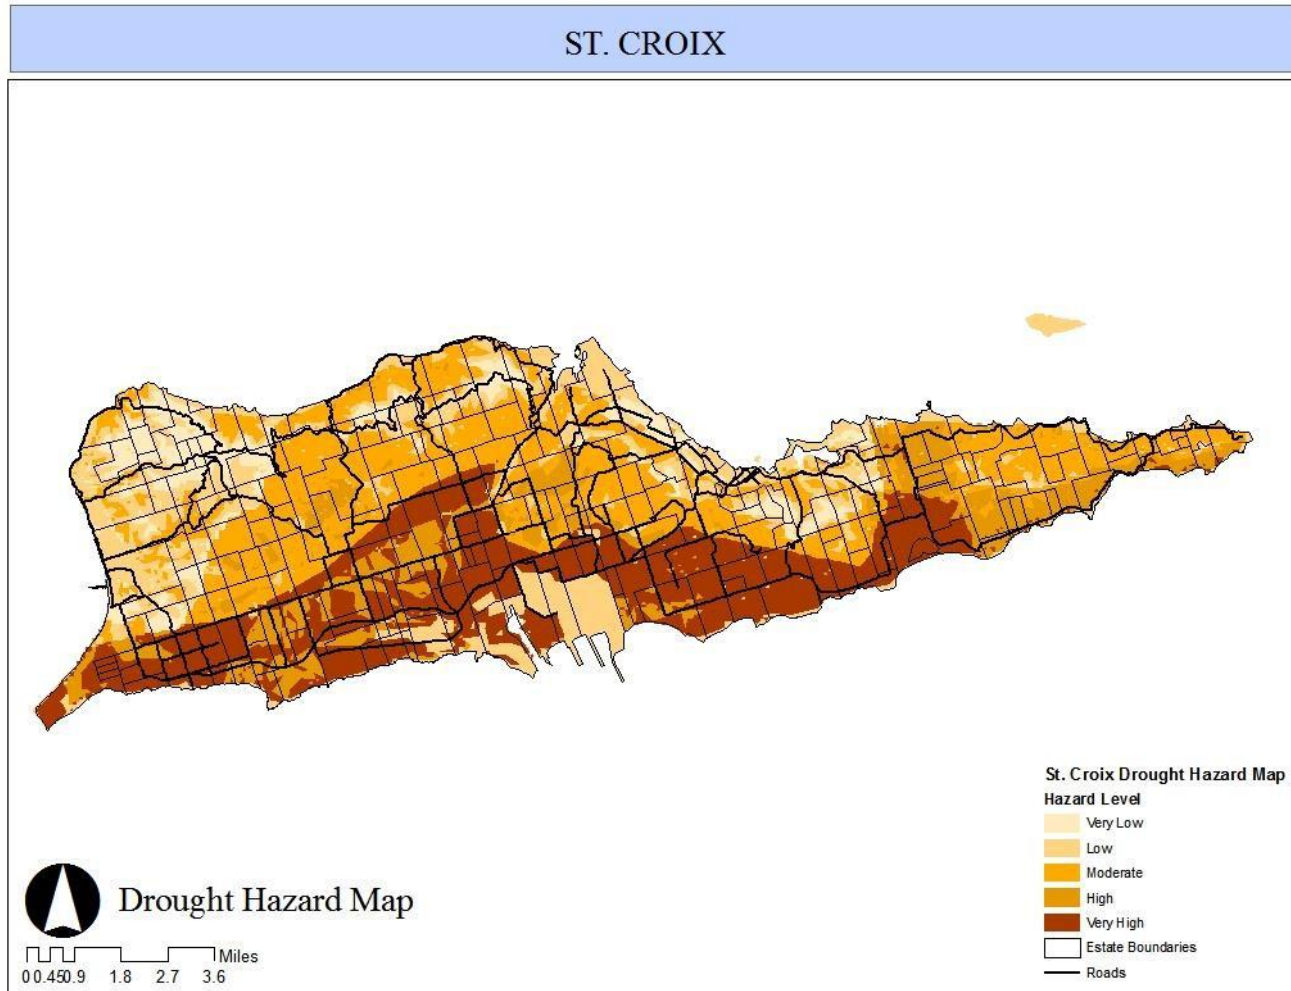 ST. CROIX
St. Croix Drought Hazard Map
Hazard Level
Very Low
Low
Moderate
High
Very High
Estate Boundaries
Roads
Drought Hazard Map
Miles
0 0.45 0.9 1.8 2.7 3.6